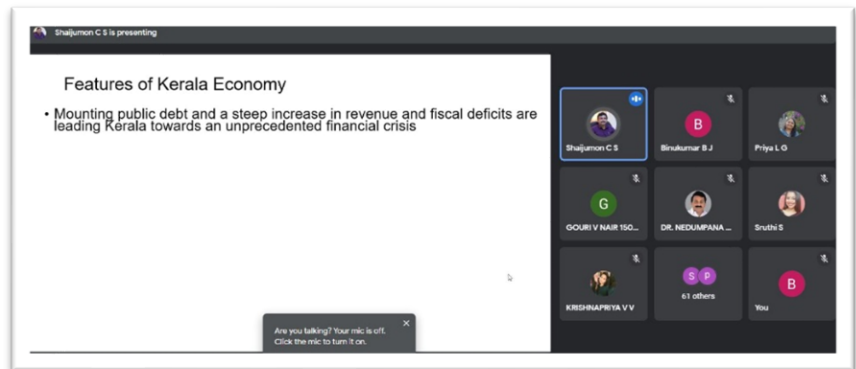 Shaijumon C S is presenting
Features of Kerala Economy
• Mounting public debt and a steep increase in revenue and fiscal deficits are
leading Kerala towards an unprecedented financial crisis
Shaijumon C S
B
Binukumar B J
Priya L G
G
GOURI V NAIR 150...
DR. NEDUMPANA ...
Sruthi S
KRISHNAPRIYA V V
S P
61 others
B
You
Are you talking? Your mic is off.
Click the mic to turn it on.